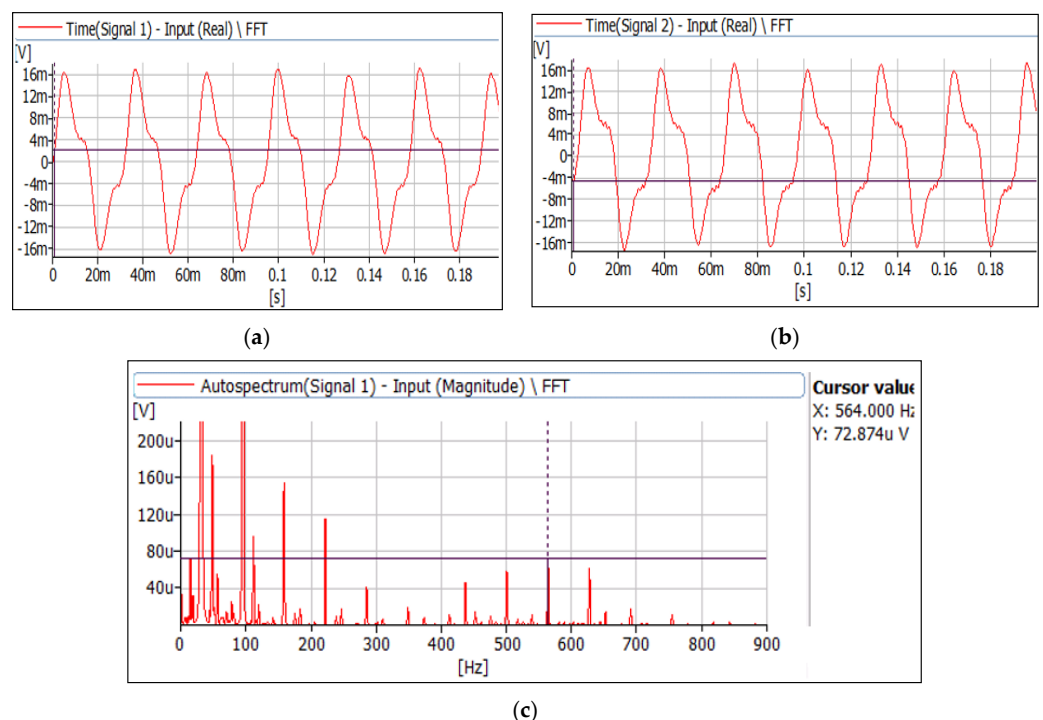 Time(Signal 1) - Input (Real) \ FFT
[V]
16m
12m
8m
4m
0
-4m
-8m
-12m
-16m
0 20m 40m 60m 80m 0.1 0.12 0.14 0.16 0.18
[s]
(a)
Time(Signal 2) - Input (Real) \ FFT
[V]
16m
12m
8m
4m
0
-4m
-8m
-12m
-16m
0 20m 40m 60m 80m 0.1 0.12 0.14 0.16 0.18
[s]
(b)
Autospectrum(Signal 1) - Input (Magnitude) \ FFT
[V]
200u
160u
120u
80u
40u
0 100 200 300 400 500 600 700 800 900
[Hz]
Cursor value
X: 564.000 Hz
Y: 72.874u V
(c)